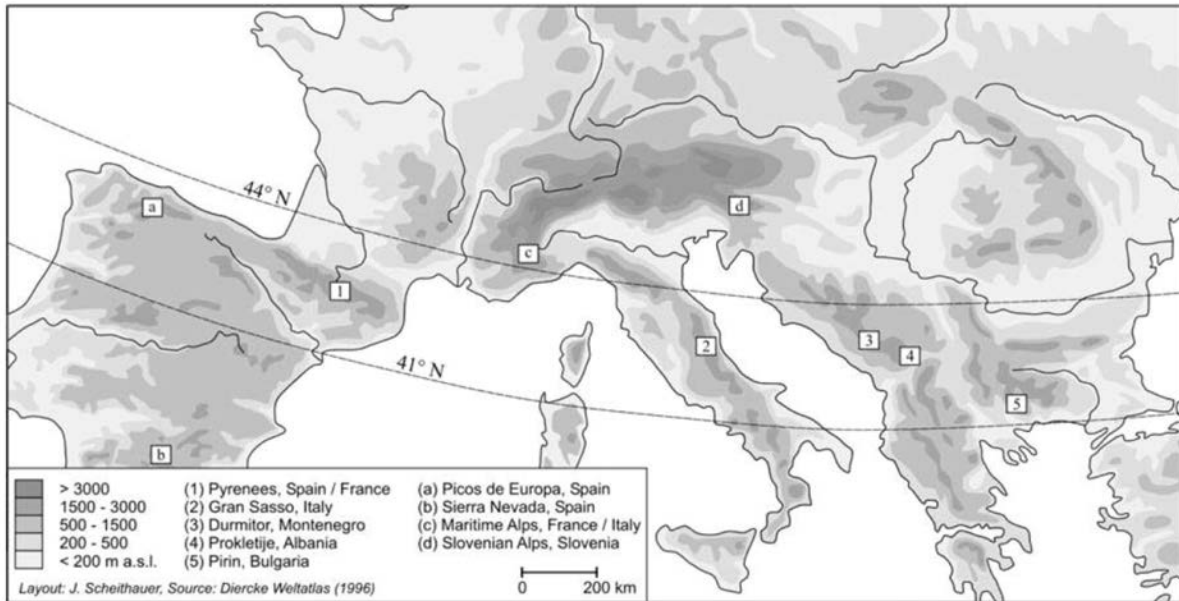 44° N
a
d
c
1
41° N
2
3
4
5
b
> 3000
1500 - 3000
500 - 1500
200 - 500
< 200 m a.s.l.
(1) Pyrenees, Spain / France
(2) Gran Sasso, Italy
(3) Durmitor, Montenegro
(4) Prokletije, Albania
(5) Pirin, Bulgaria
(a) Picos de Europa, Spain
(b) Sierra Nevada, Spain
(c) Maritime Alps, France / Italy
(d) Slovenian Alps, Slovenia
0 200 km
Layout: J. Scheithauer, Source: Diercke Weltatlas (1996)